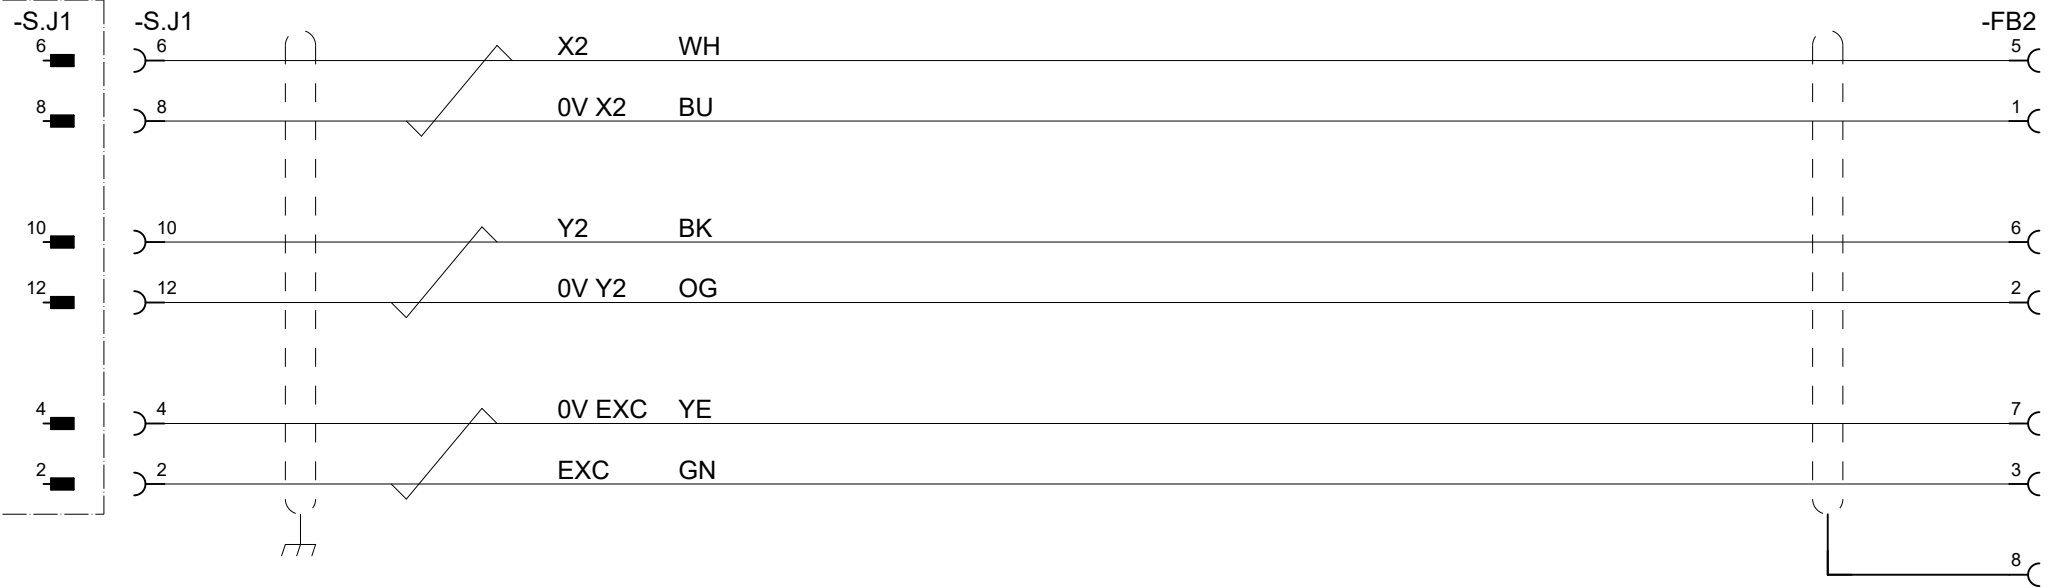 -S.J1 -S.J1 -FB2
6 6 X2 WH 5
8 8 0V X2 BU 1
10 10 Y2 BK 6
12 12 0V Y2 OG 2
4 4 0V EXC YE 7
2 2 EXC GN 3
8